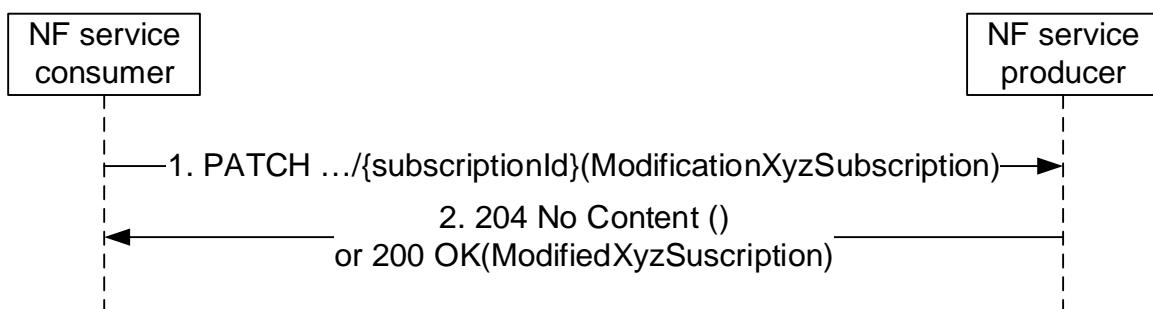 NF service
consumer
NF service
producer
1. PATCH …/{subscriptionId}(ModificationXyzSubscription)
2. 204 No Content ()
or 200 OK(ModifiedXyzSuscription)